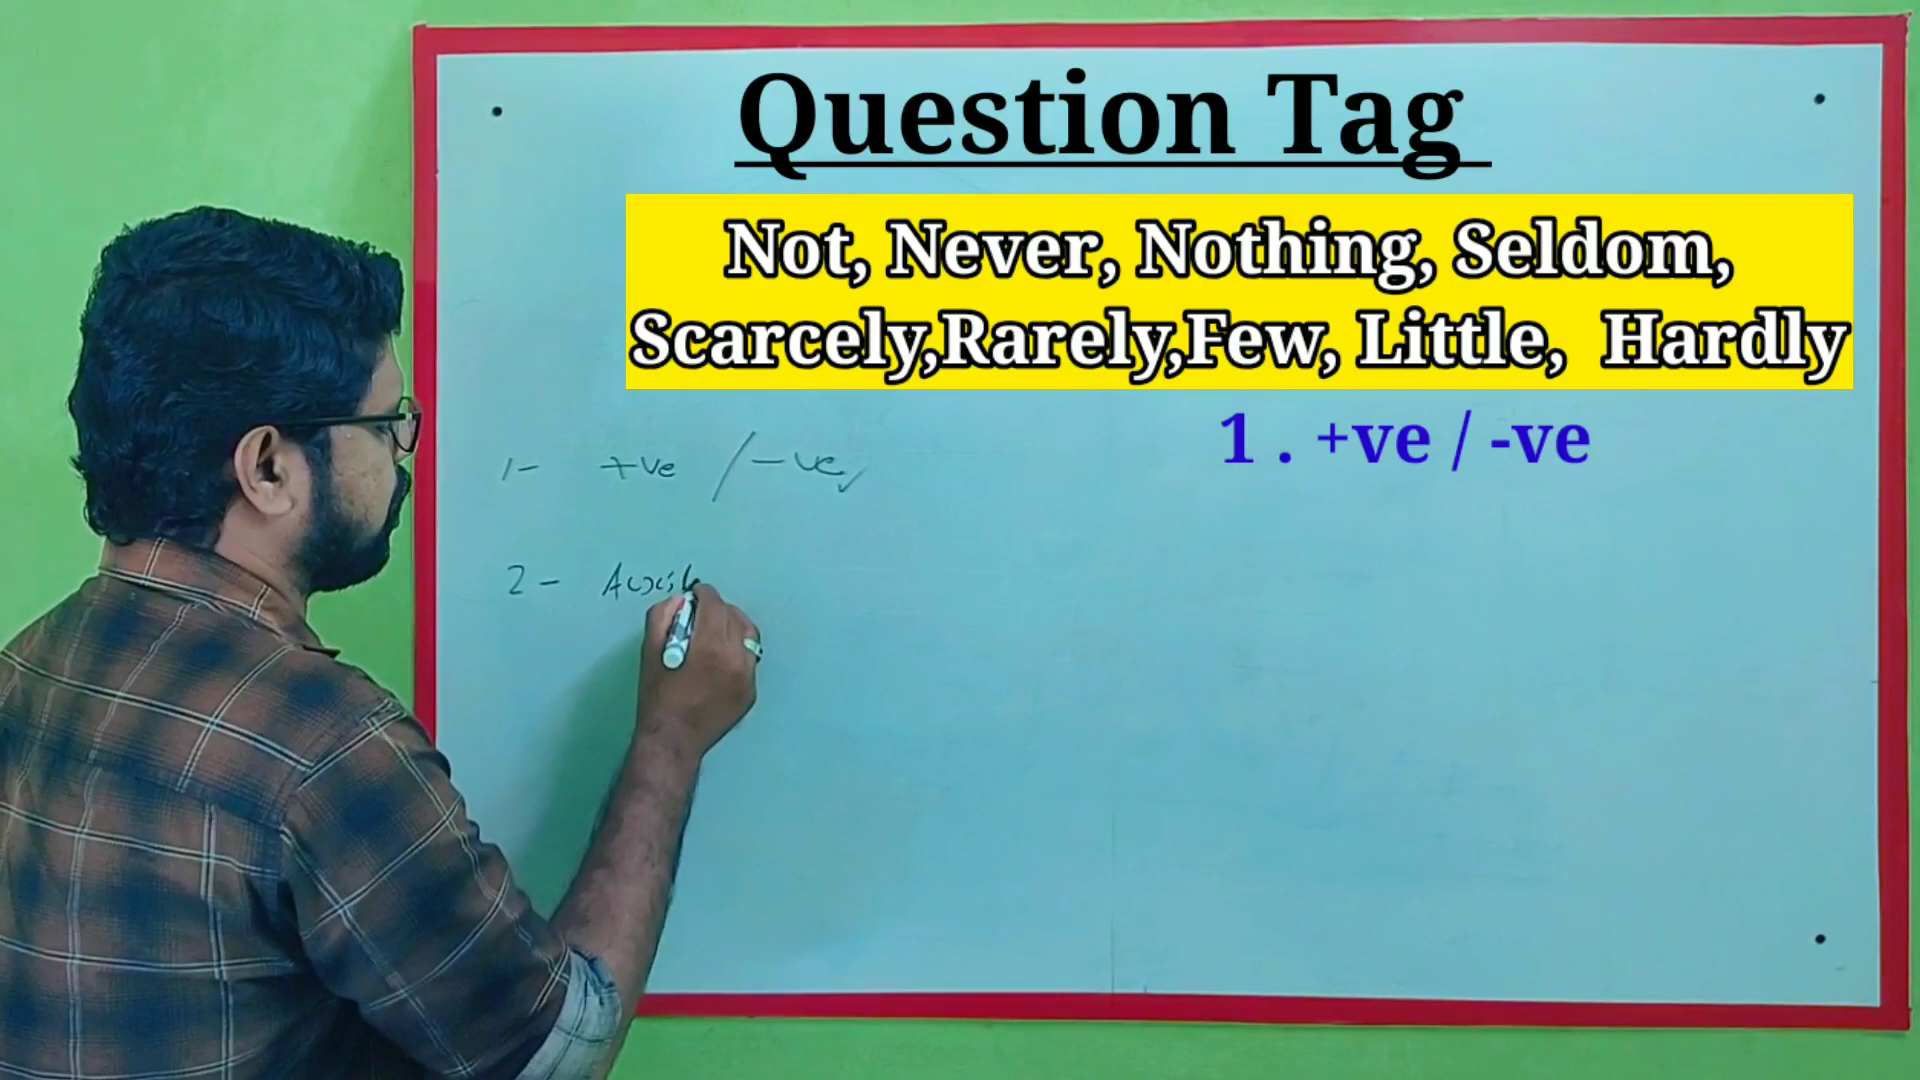 Question Tag
Not, Never, Nothing, Seldom,
Scarcely,Rarely,Few, Little, Hardly
1 . +ve / -ve
1- +ve / -ve
2 -